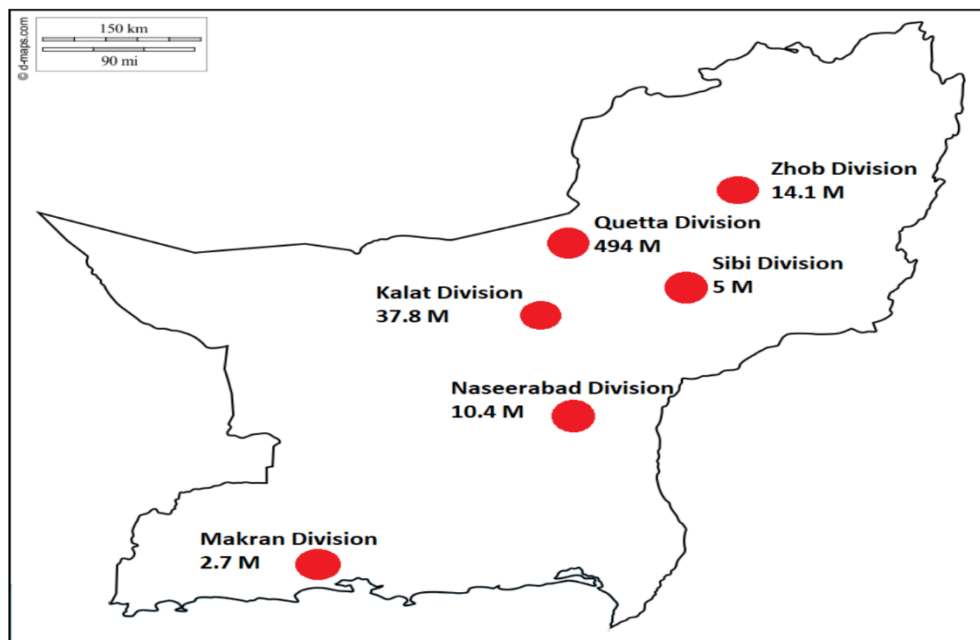 © d-maps.com
150 km
90 mi
Zhob Division
14.1 M
Quetta Division
494 M
Sibi Division
5 M
Kalat Division
37.8 M
Naseerabad Division
10.4 M
Makran Division
2.7 M